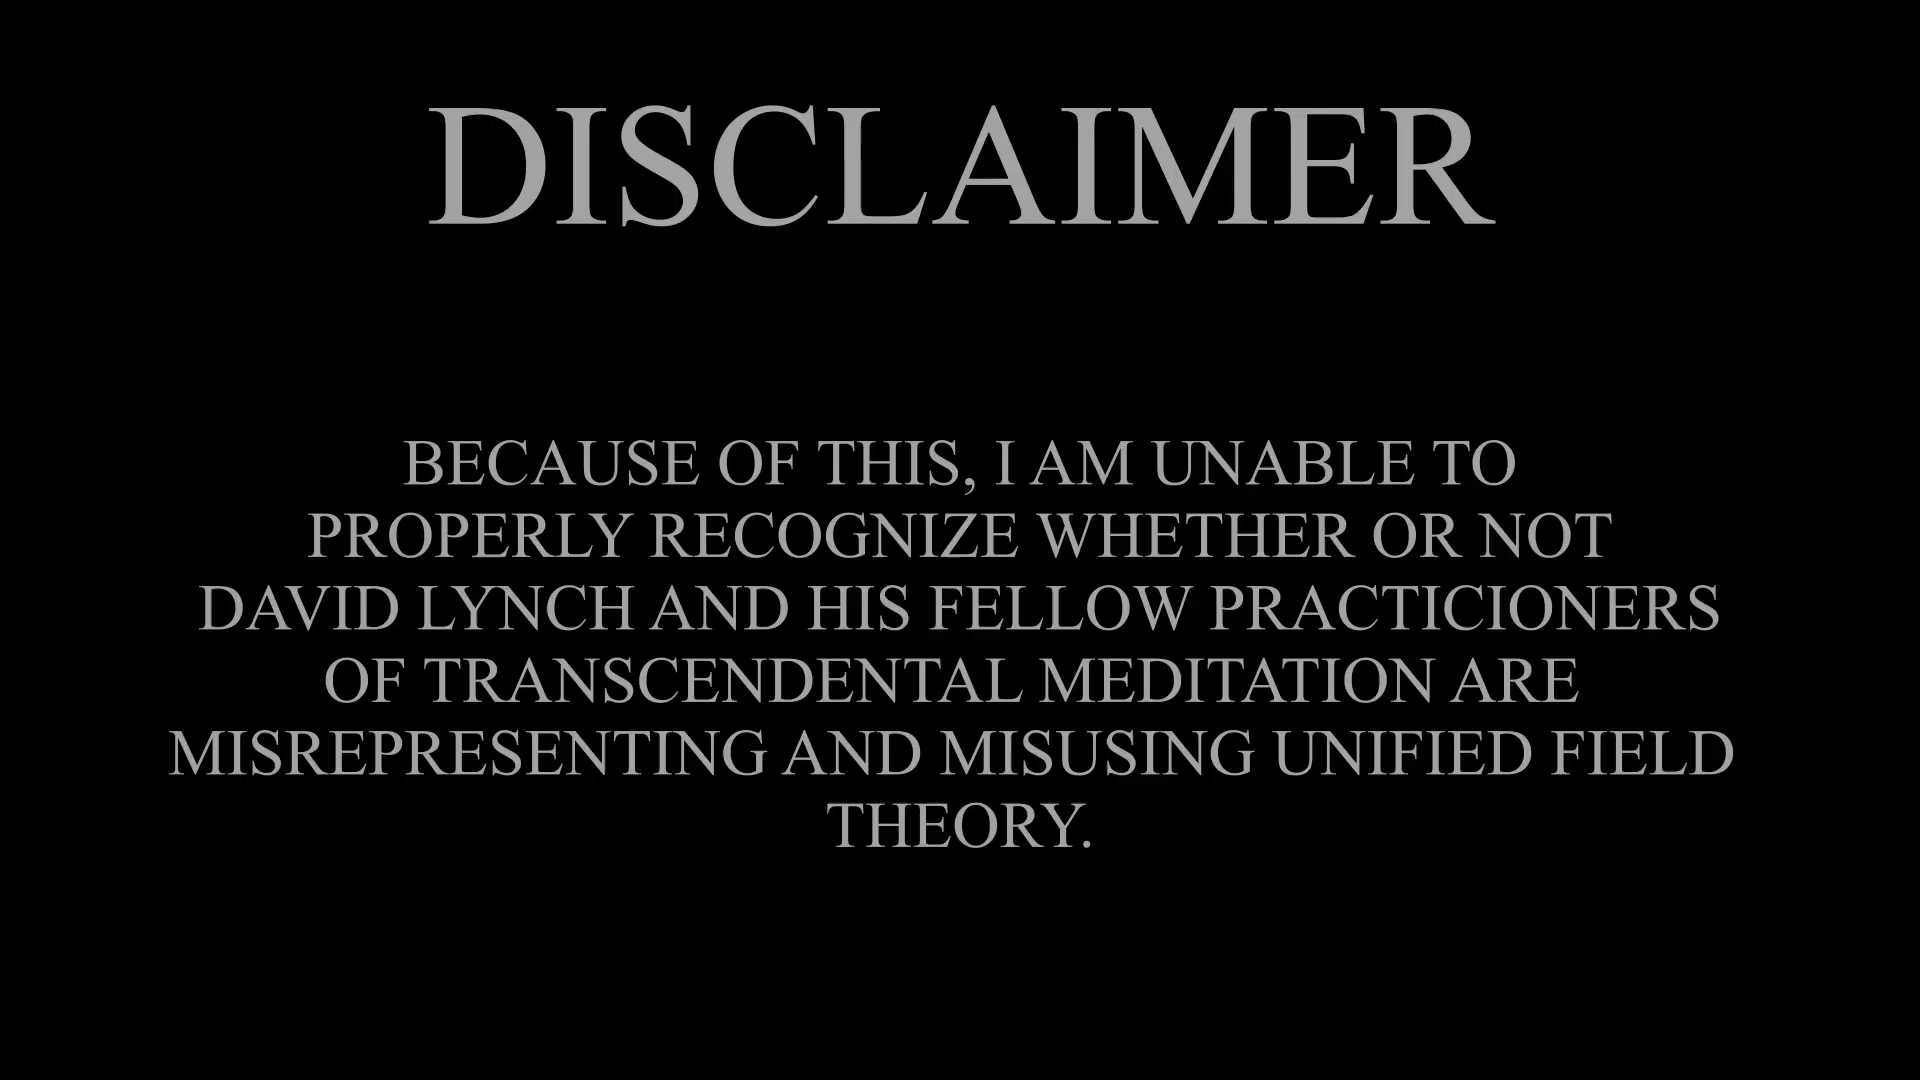 DISCLAIMER
BECAUSE OF THIS, I AM UNABLE TO
PROPERLY RECOGNIZE WHETHER OR NOT
DAVID LYNCH AND HIS FELLOW PRACTICIONERS
OF TRANSCENDENTAL MEDITATION ARE
MISREPRESENTING AND MISUSING UNIFIED FIELD
THEORY.